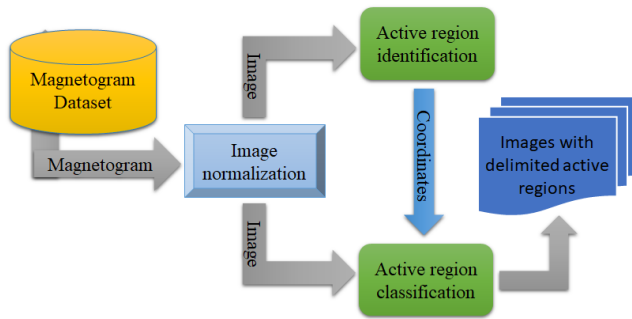 Magnetogram
Dataset
Magnetogram
Image
normalization
Image
Image
Active region
identification
Coordinates
Active region
classification
Images with
delimited active
regions